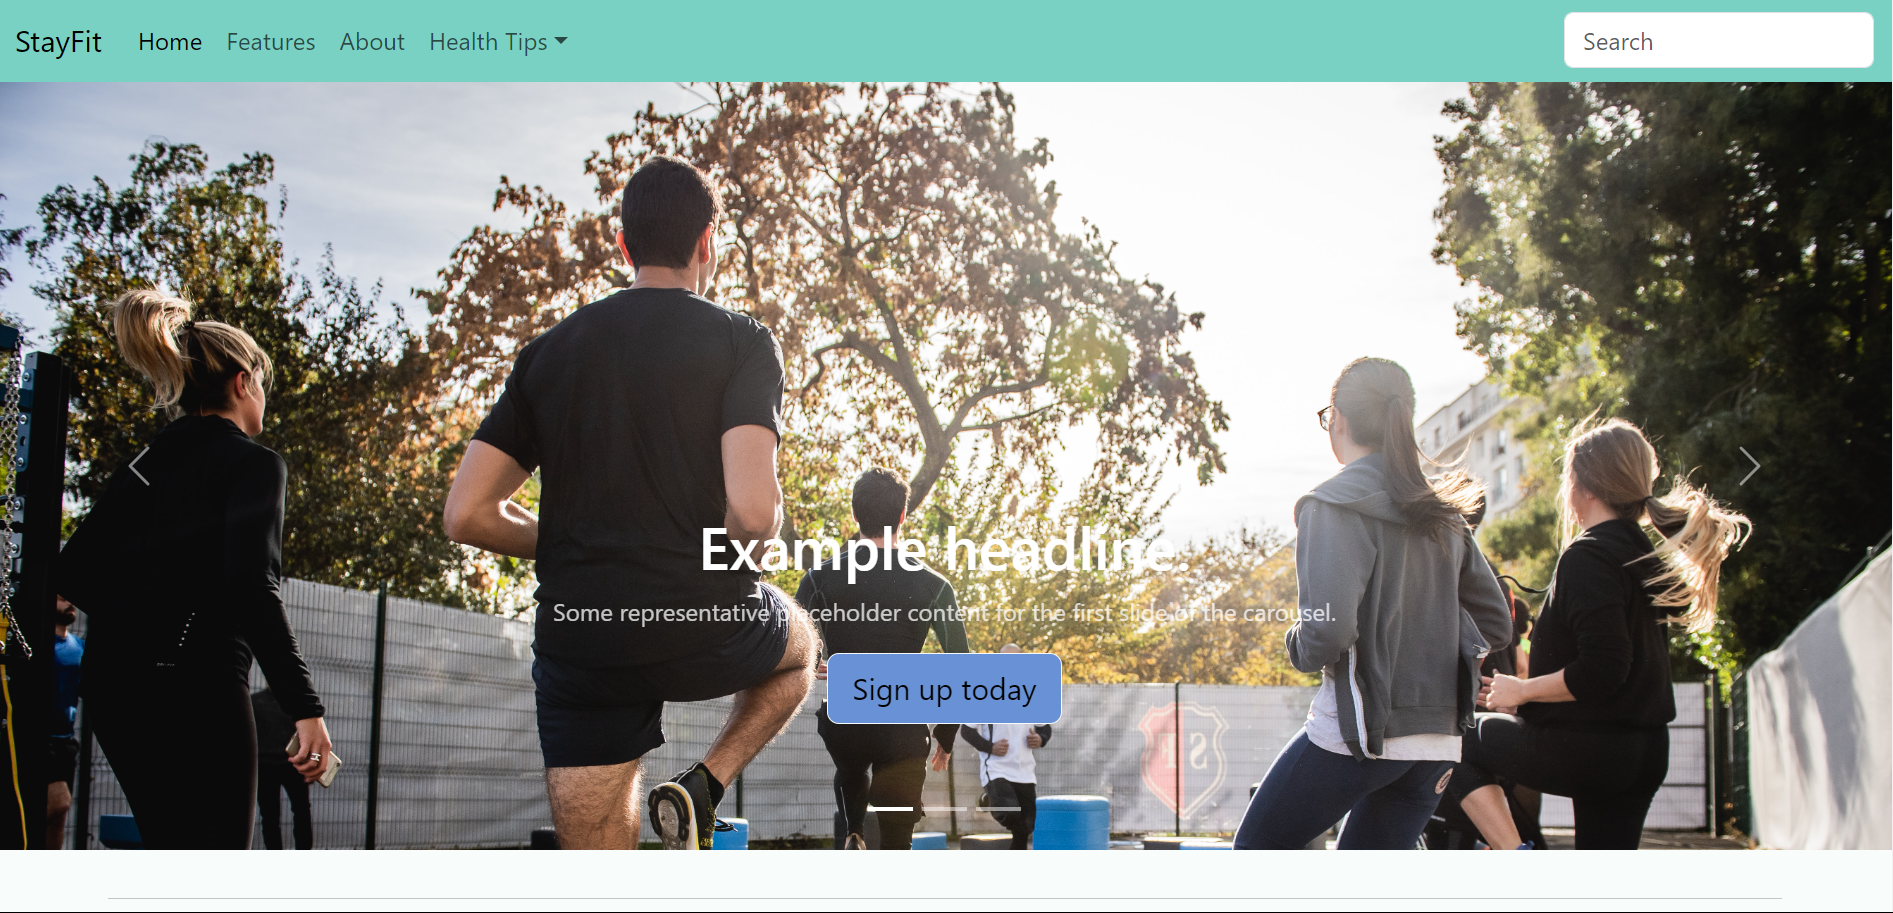 StayFit Home Features About Health Tips Search
Example headline.
Some representative placeholder content for the first slide of the carousel.
Sign up today